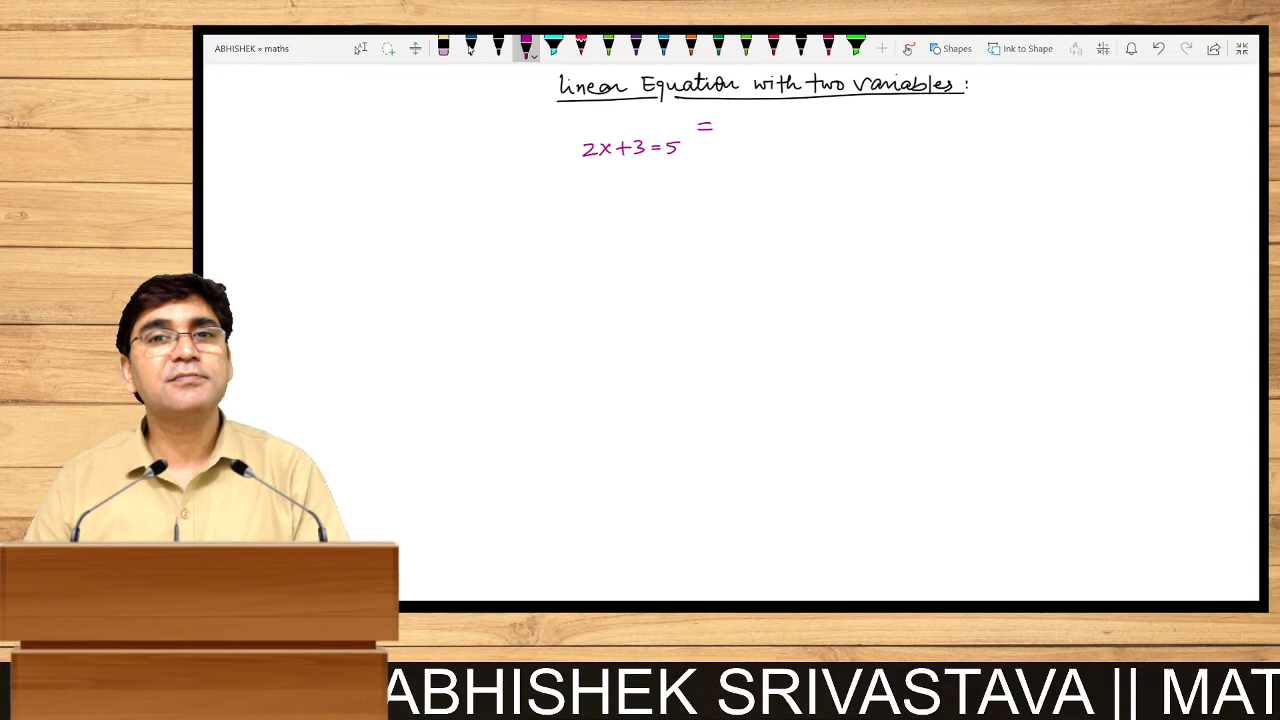 ABHISHEK » maths
Shapes
Ink to Shape
linear Equation with two variables :
=
2x+3=5
ABHISHEK SRIVASTAVA || MAT